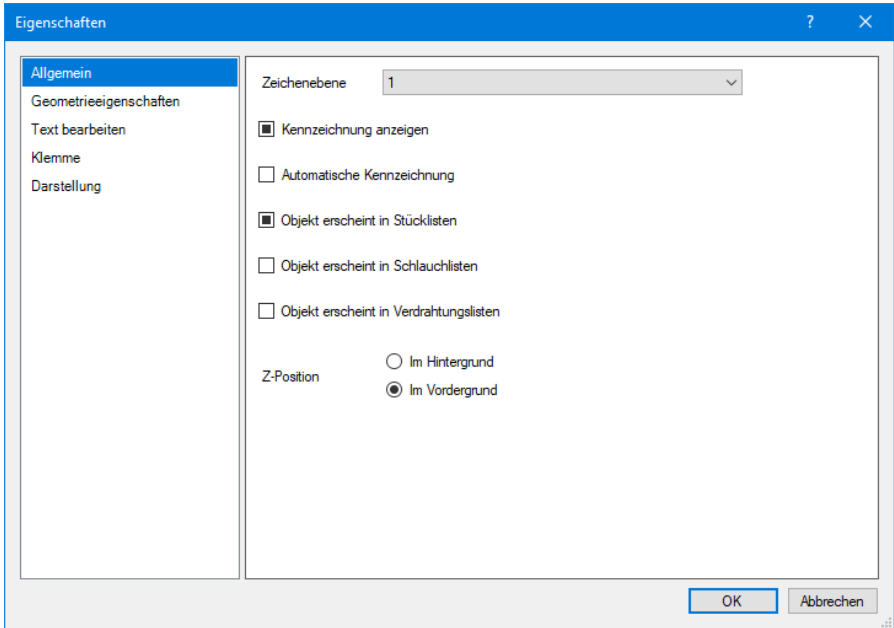 Eigenschaften
?
Allgemein
Geometrieeigenschaften
Text bearbeiten
Klemme
Darstellung
Zeichenebene 1
Kennzeichnung anzeigen
Automatische Kennzeichnung
Objekt erscheint in Stücklisten
Objekt erscheint in Schlauchlisten
Objekt erscheint in Verdrahtungslisten
Z-Position
Im Hintergrund
Im Vordergrund
OK
Abbrechen